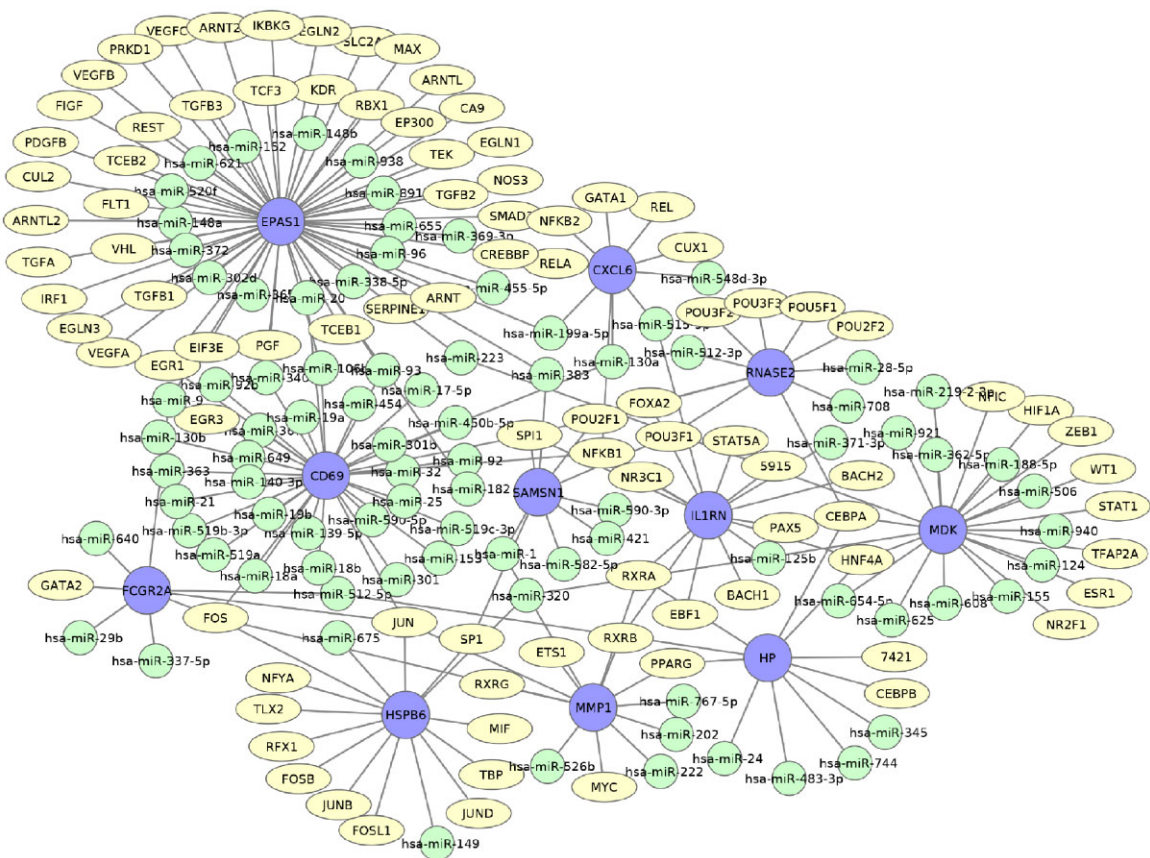 IKBKG
ARNT2
EGLN2
VEGFC
SLC2A
PRKD1
MAX
VEGFB
TCF3
KDR
ARNTL
FIGF
TGFB3
RBX1
CA9
REST
EP300
hsa-miR-148b
hsa-miR-152
PDGFB
EGLN1
TCEB2
hsa-miR-621
hsa-miR-938
TEK
CUL2
NOS3
hsa-miR-520f
hsa-miR-891
TGFB2
GATA1
FLT1
REL
ARNTL2
EPAS1
SMAD3
NFKB2
hsa-miR-148a
hsa-miR-655
hsa-miR-369-3p
CUX1
VHL
hsa-miR-372
hsa-miR-96
CREBBP
RELA
TGFA
CXCL6
hsa-miR-302d
hsa-miR-338-5p
hsa-miR-548d-3p
IRF1
TGFB1
hsa-miR-20
ARNT
hsa-miR-455-5p
SERPINE1
POU3F2
POU3F3
POU5F1
EGLN3
TCEB1
hsa-miR-199a-5p
POU2F2
VEGFA
EIF3E
PGF
hsa-miR-223
hsa-miR-130a
hsa-miR-512-3p
EGR1
hsa-miR-106b
hsa-miR-93
hsa-miR-383
RNASE2
hsa-miR-28-5p
hsa-miR-92b
hsa-miR-340
hsa-miR-9
hsa-miR-454
hsa-miR-17-5p
FOXA2
hsa-miR-708
hsa-miR-219-2-3p
NFIC
EGR3
hsa-miR-19a
POU2F1
HIF1A
hsa-miR-130b
hsa-miR-450b-5p
SPI1
POU3F1
STAT5A
hsa-miR-371-3p
hsa-miR-921
ZEB1
hsa-miR-649
hsa-miR-301b
NFKB1
hsa-miR-362-5p
hsa-miR-363
hsa-miR-32
hsa-miR-92
5915
hsa-miR-188-5p
WT1
CD69
hsa-miR-140-3p
NR3C1
BACH2
hsa-miR-21
hsa-miR-25
hsa-miR-182
SAMSN1
hsa-miR-506
STAT1
hsa-miR-19b
hsa-miR-590-5p
hsa-miR-590-3p
IL1RN
CEBPA
MDK
hsa-miR-519b-3p
hsa-miR-139-5p
hsa-miR-519c-3p
hsa-miR-421
PAX5
hsa-miR-940
hsa-miR-640
hsa-miR-519a
hsa-miR-1
TFAP2A
hsa-miR-125b
HNF4A
hsa-miR-18a
hsa-miR-18b
hsa-miR-582-5p
hsa-miR-124
GATA2
FCGR2A
hsa-miR-301
RXRA
BACH1
ESR1
hsa-miR-512-5p
hsa-miR-320
hsa-miR-654-5p
hsa-miR-608
hsa-miR-155
FOS
EBF1
hsa-miR-625
NR2F1
JUN
SP1
RXRB
hsa-miR-29b
hsa-miR-675
ETS1
HP
7421
hsa-miR-337-5p
PPARG
NFYA
RXRG
CEBPB
TLX2
HSPB6
MMP1
hsa-miR-767-5p
MIF
hsa-miR-345
RFX1
hsa-miR-202
hsa-miR-24
hsa-miR-744
FOSB
TBP
hsa-miR-526b
hsa-miR-222
hsa-miR-483-3p
JUNB
MYC
JUND
FOSL1
hsa-miR-149